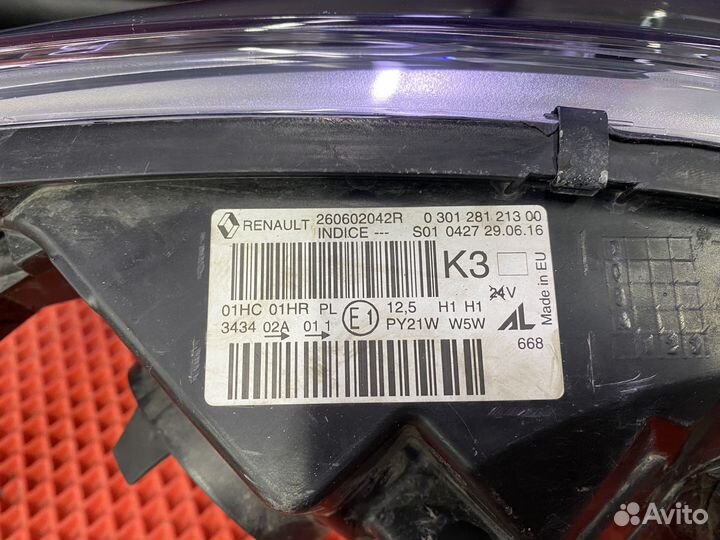 RENAULT 260602042R 0 301 281 213 00
INDICE --- S01 0427 29.06.16
K3
01HC 01HR PL E1 12,5 H1 H1 24V
3434 02A 01 1 PY21W W5W AL
668
Made in EU
Avito